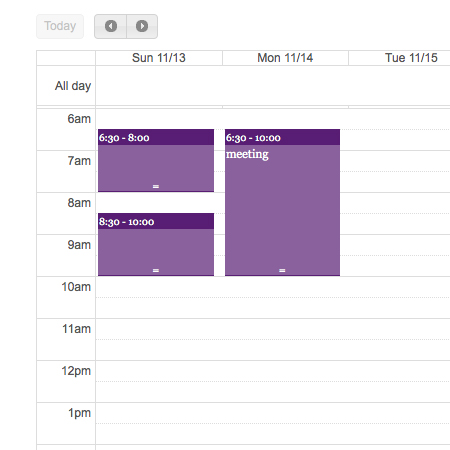 Today
Sun 11/13 Mon 11/14 Tue 11/15
All day
6am
6:30 - 8:00 6:30 - 10:00
meeting
7am
8am
8:30 - 10:00
9am
10am
11am
12pm
1pm